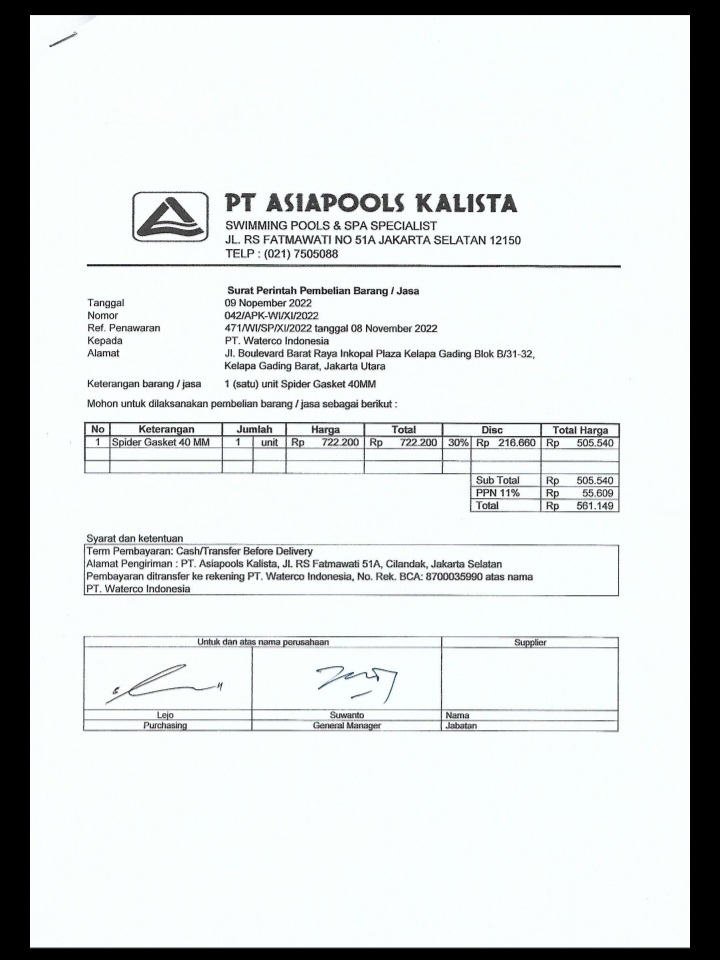 PT ASIAPOOLS KALISTA
SWIMMING POOLS & SPA SPECIALIST
JL. RS FATMAWATI NO 51A JAKARTA SELATAN 12150
TELP : (021) 7505088
Surat Perintah Pembelian Barang / Jasa
Tanggal 09 Nopember 2022
Nomor 042/APK-WI/XI/2022
Ref. Penawaran 471/WI/SP/XI/2022 tanggal 08 November 2022
Kepada PT. Waterco Indonesia
Alamat Jl. Boulevard Barat Raya Inkopal Plaza Kelapa Gading Blok B/31-32,
Kelapa Gading Barat, Jakarta Utara
Keterangan barang / jasa 1 (satu) unit Spider Gasket 40MM
Mohon untuk dilaksanakan pembelian barang / jasa sebagai berikut :
No Keterangan Jumlah Harga Total Disc Total Harga
1 Spider Gasket 40 MM 1 unit Rp 722.200 Rp 722.200 30% Rp 216.660 Rp 505.540
Sub Total Rp 505.540
PPN 11% Rp 55.609
Total Rp 561.149
Syarat dan ketentuan
Term Pembayaran: Cash/Transfer Before Delivery
Alamat Pengiriman : PT. Asiapools Kalista, Jl. RS Fatmawati 51A, Cilandak, Jakarta Selatan
Pembayaran ditransfer ke rekening PT. Waterco Indonesia, No. Rek. BCA: 8700035990 atas nama
PT. Waterco Indonesia
Untuk dan atas nama perusahaan Supplier
Lejo Suwanto Nama
Purchasing General Manager Jabatan